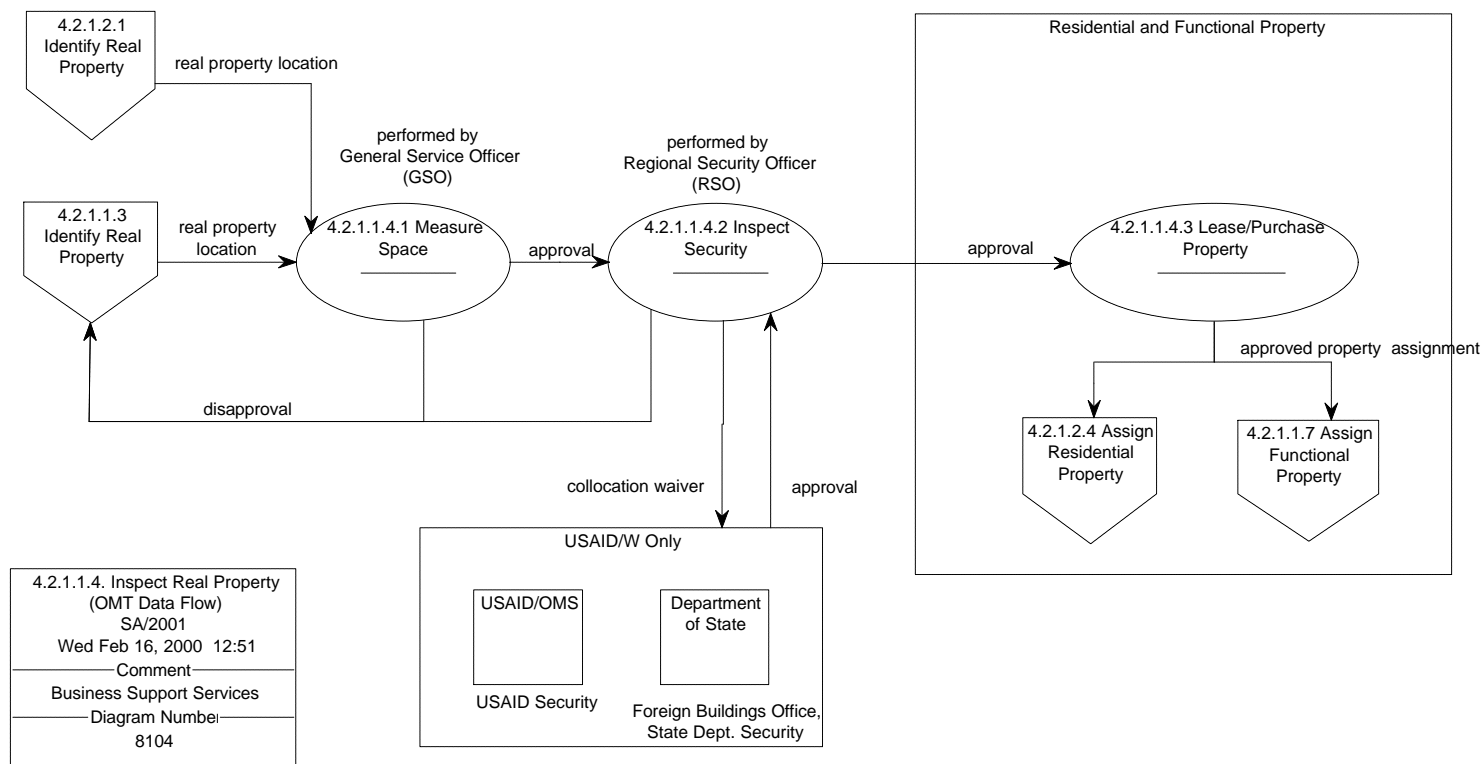 4.2.1.2.1
Identify Real
Property
real property location
Residential and Functional Property
performed by
General Service Officer
(GSO)
performed by
Regional Security Officer
(RSO)
4.2.1.1.3
Identify Real
Property
real property
location
4.2.1.1.4.1 Measure
Space
approval
4.2.1.1.4.2 Inspect
Security
approval
4.2.1.1.4.3 Lease/Purchase
Property
approved property assignment
disapproval
4.2.1.2.4 Assign
Residential
Property
4.2.1.1.7 Assign
Functional
Property
collocation waiver
approval
USAID/W Only
USAID/OMS
USAID Security
Department
of State
Foreign Buildings Office,
State Dept. Security
4.2.1.1.4. Inspect Real Property
(OMT Data Flow)
SA/2001
Wed Feb 16, 2000 12:51
Comment
Business Support Services
Diagram Number
8104